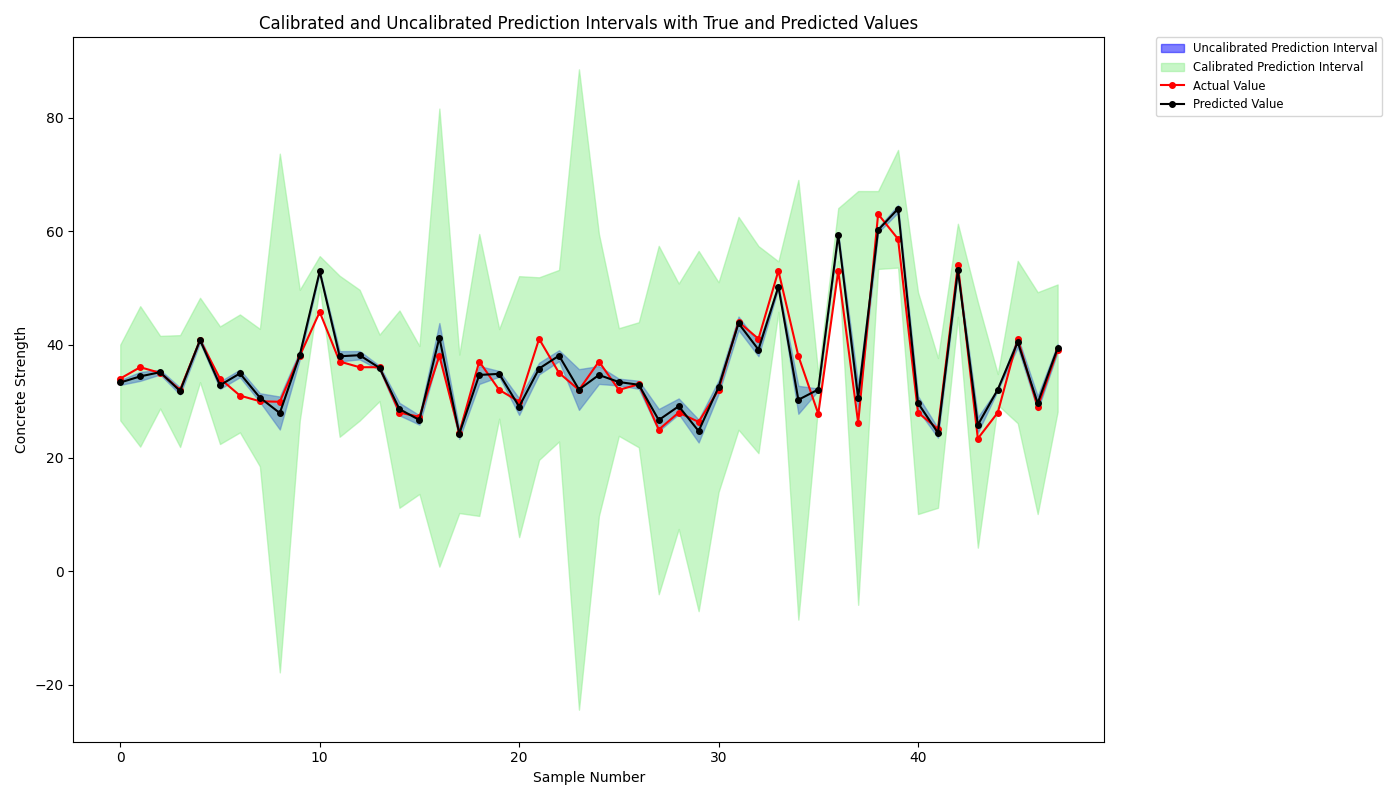 Calibrated and Uncalibrated Prediction Intervals with True and Predicted Values
Uncalibrated Prediction Interval
Calibrated Prediction Interval
Actual Value
Predicted Value
Concrete Strength
80
60
40
20
0
−20
0 10 20 30 40
Sample Number